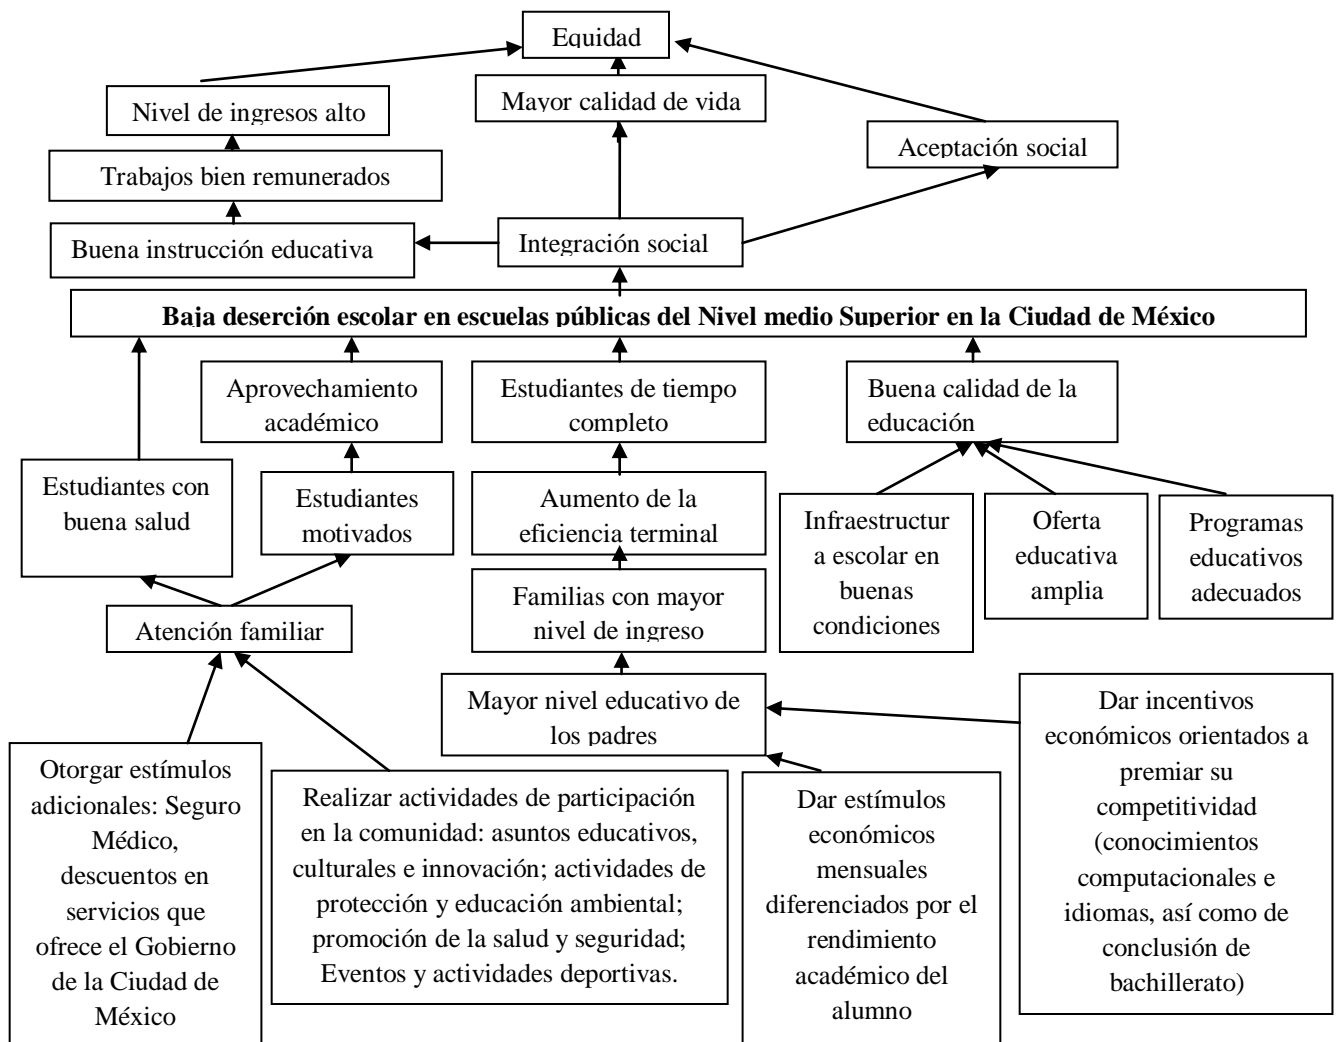 Equidad
Nivel de ingresos alto
Mayor calidad de vida
Aceptación social
Trabajos bien remunerados
Buena instrucción educativa
Integración social
Baja deserción escolar en escuelas públicas del Nivel medio Superior en la Ciudad de México
Aprovechamiento
académico
Estudiantes de tiempo
completo
Buena calidad de la
educación
Estudiantes con
buena salud
Estudiantes
motivados
Aumento de la
eficiencia terminal
Infraestructur
a escolar en
buenas
condiciones
Oferta
educativa
amplia
Programas
educativos
adecuados
Familias con mayor
nivel de ingreso
Atención familiar
Mayor nivel educativo de
los padres
Otorgar estímulos
adicionales: Seguro
Médico,
descuentos en
servicios que
ofrece el Gobierno
de la Ciudad de
México
Realizar actividades de participación
en la comunidad: asuntos educativos,
culturales e innovación; actividades de
protección y educación ambiental;
promoción de la salud y seguridad;
Eventos y actividades deportivas.
Dar estímulos
económicos
mensuales
diferenciados por el
rendimiento
académico del
alumno
Dar incentivos
económicos orientados a
premiar su
competitividad
(conocimientos
computacionales e
idiomas, así como de
conclusión de
bachillerato)